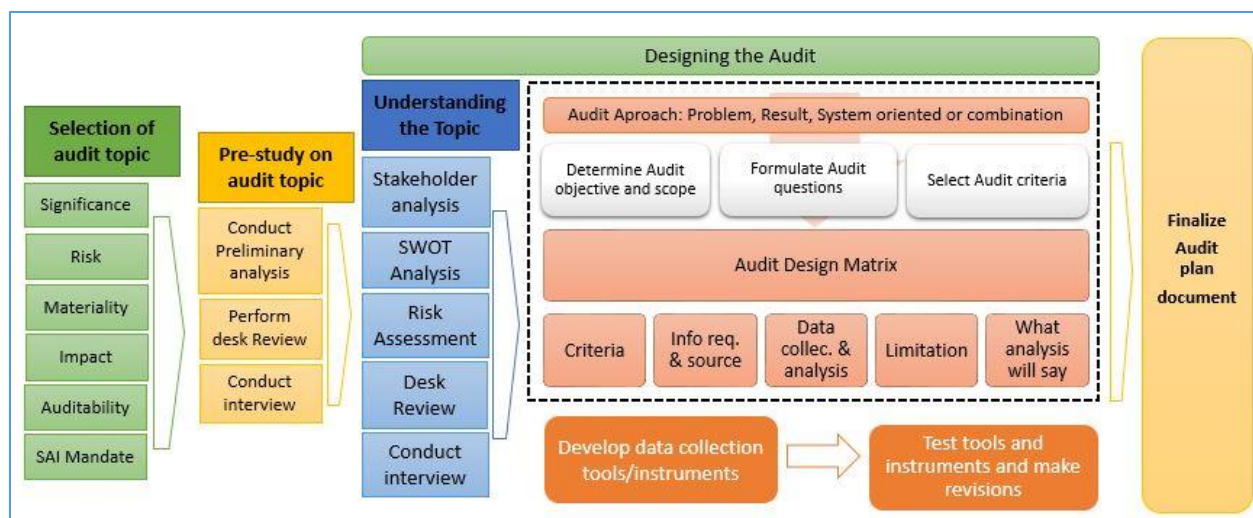 Designing the Audit
Selection of
audit topic
Significance
Risk
Materiality
Impact
Auditability
SAI Mandate
Pre-study on
audit topic
Conduct
Preliminary
analysis
Perform
desk Review
Conduct
interview
Understanding
the Topic
Stakeholder
analysis
SWOT
Analysis
Risk
Assessment
Desk
Review
Conduct
interview
Audit Aproach: Problem, Result, System oriented or combination
Determine Audit
objective and scope
Formulate Audit
questions
Select Audit criteria
Audit Design Matrix
Criteria
Info req.
& source
Data
collec. &
analysis
Limitation
What
analysis
will say
Develop data collection
tools/instruments
Test tools and
instruments and make
revisions
Finalize
Audit
plan
document